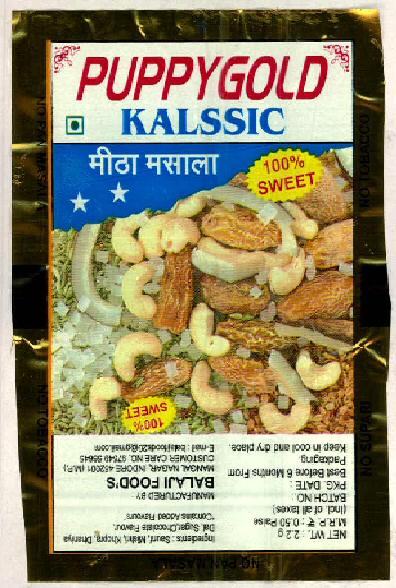 PUPPYGOLD
KALSSIC
मीठा मसाला
100%
SWEET
100%
SWEET
Ingredients : Saunf, Mishri, Khopra, Dhaniya
Dal, Sugar, Chocolate Flavour.
*Contains Added Flavours
MANUFACTURED BY
BALAJI FOOD'S
MANGAL NAGAR, INDORE 452001 (M.P.)
NET. WT. : 2.2 g
M.R.P. ₹ : 0.50 Paise
(Incl of all taxes)
BATCH NO. :
PKG. DATE :
Best Before 6 Months From
Packaging
Keep in cool and dry place.
NO PAN MASALA
NO TOBACCO
NO SUPARI